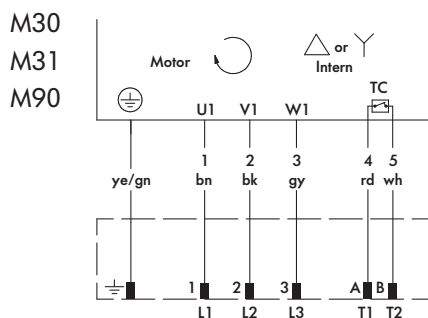 M30
M31
M90
Motor
or
Intern
TC
U1 V1 W1
1 2 3 4 5
ye/gn bn bk gy rd wh
1 2 3 A B
L1 L2 L3 T1 T2